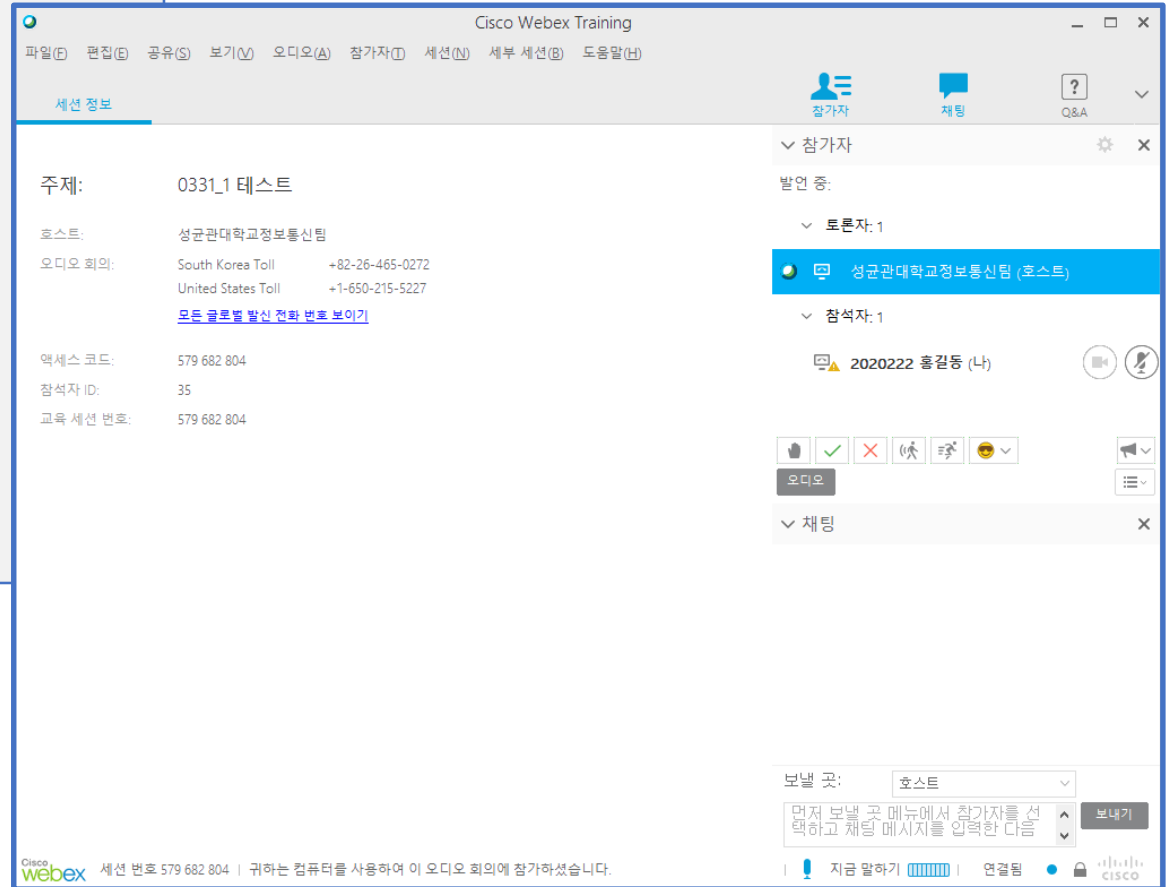 Cisco Webex Training
파일(F) 편집(E) 공유(S) 보기(V) 오디오(A) 참가자(T) 세션(N) 세부 세션(B) 도움말(H)
세션 정보
참가자 채팅 Q&A
주제: 0331_1 테스트
호스트: 성균관대학교정보통신팀
오디오 회의: South Korea Toll +82-26-465-0272
United States Toll +1-650-215-5227
모든 글로벌 발신 전화 번호 보이기
액세스 코드: 579 682 804
참석자 ID: 35
교육 세션 번호: 579 682 804
참가자
발언 중:
토론자: 1
성균관대학교정보통신팀 (호스트)
참석자: 1
2020222 홍길동 (나)
오디오
채팅
보낼 곳: 호스트
먼저 보낼 곳 메뉴에서 참가자를 선
택하고 채팅 메시지를 입력한 다음
보내기
Cisco webex 세션 번호 579 682 804 | 귀하는 컴퓨터를 사용하여 이 오디오 회의에 참가하셨습니다.
지금 말하기 연결됨 CISCO